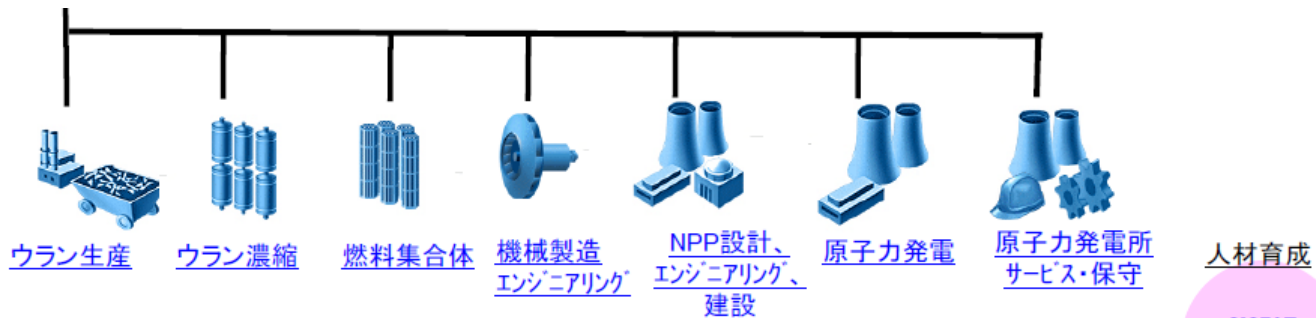 ウラン生産
ウラン濃縮
燃料集合体
機械製造
ｴﾝｼﾞﾆｱﾘﾝｸﾞ
NPP設計、
ｴﾝｼﾞﾆｱﾘﾝｸﾞ、
建設
原子力発電
原子力発電所
サービス・保守
人材育成